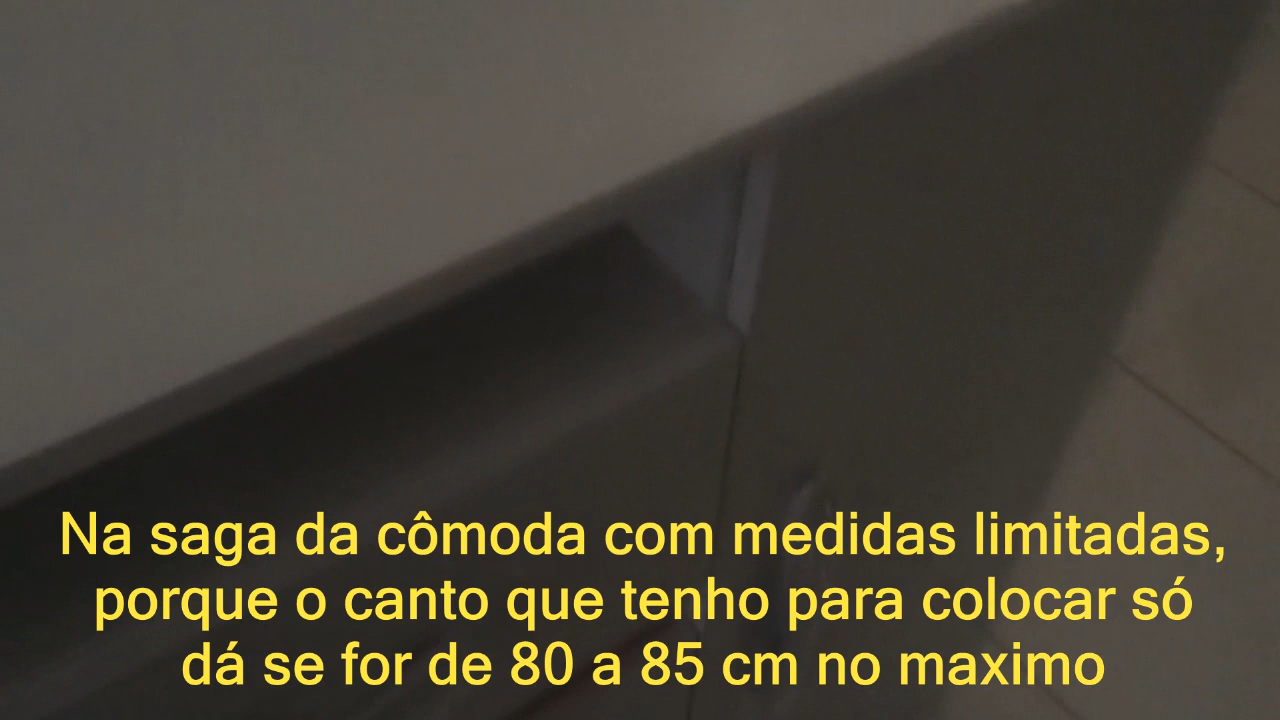 Na saga da cômoda com medidas limitadas,
porque o canto que tenho para colocar só
dá se for de 80 a 85 cm no maximo